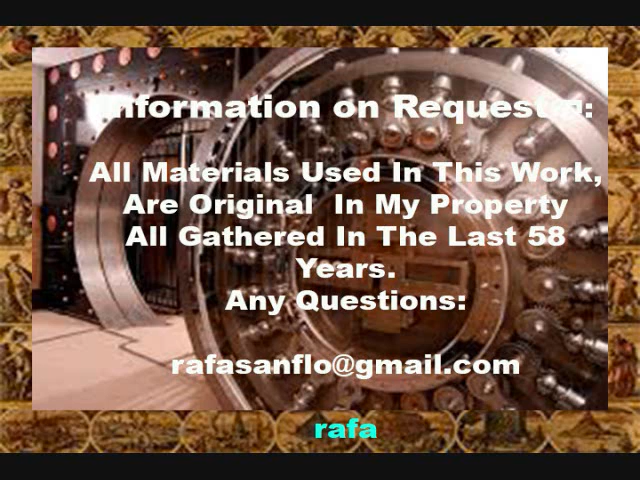 Information on Request
All Materials Used In This Work,
Are Original In My Property
All Gathered In The Last 58
Years.
Any Questions:
rafasanflo@gmail.com
rafa